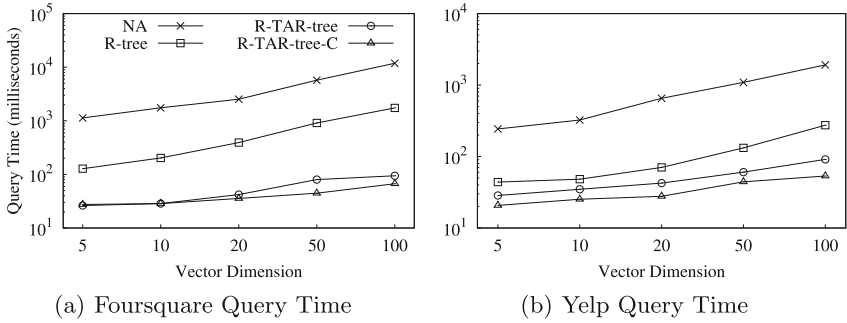 10^5
10^4
10^3
10^2
10^1
Query Time (milliseconds)
NA
R-tree
R-TAR-tree
R-TAR-tree-C
5 10 20 50 100
Vector Dimension
(a) Foursquare Query Time
10^4
10^3
10^2
10^1
5 10 20 50 100
Vector Dimension
(b) Yelp Query Time